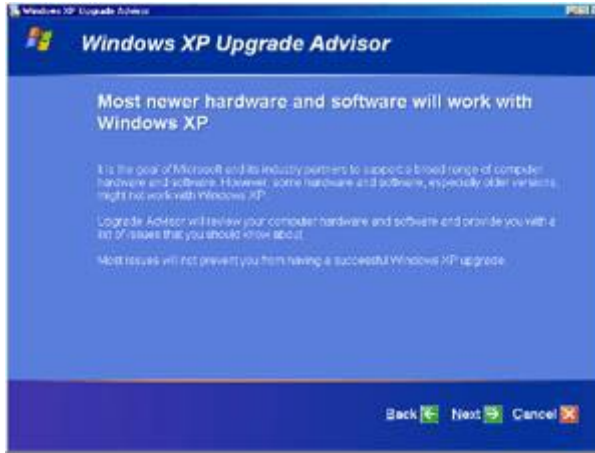 Windows XP Upgrade Advisor
Windows XP Upgrade Advisor
Most newer hardware and software will work with
Windows XP
It is the goal of Microsoft and its industry partners to support a broad range of computer
hardware and software. However, some hardware and software, especially older versions,
might not work with Windows XP.
Upgrade Advisor will review your computer hardware and software and provide you with a
list of issues that you should know about.
Most issues will not prevent you from having a successful Windows XP upgrade.
Back Next Cancel